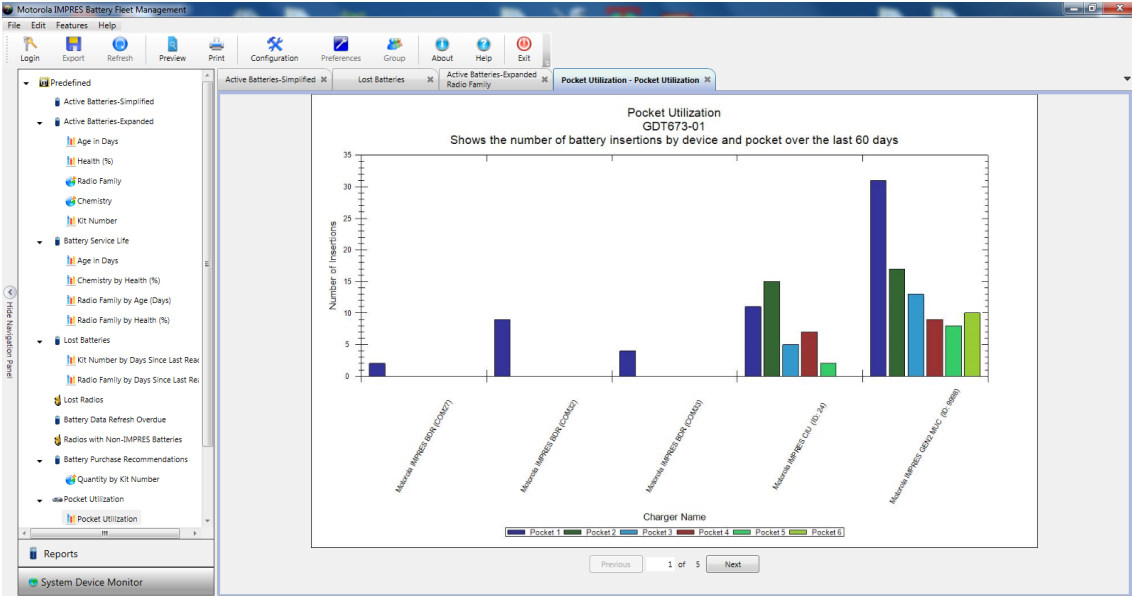 Motorola IMPRES Battery Fleet Management
File Edit Features Help
Login Export Refresh Preview Print Configuration Preferences Group About Help Exit
Predefined
Active Batteries-Simplified
Active Batteries-Expanded
Age in Days
Health (%)
Radio Family
Chemistry
Kit Number
Battery Service Life
Age in Days
Chemistry by Health (%)
Radio Family by Age (Days)
Radio Family by Health (%)
Lost Batteries
Kit Number by Days Since Last Reac
Radio Family by Days Since Last Rea
Lost Radios
Battery Data Refresh Overdue
Radios with Non-IMPRES Batteries
Battery Purchase Recommendations
Quantity by Kit Number
Pocket Utilization
Pocket Utilization
Reports
System Device Monitor
Hide Navigation Panel
Active Batteries-Simplified
Lost Batteries
Active Batteries-Expanded
Radio Family
Pocket Utilization - Pocket Utilization
Pocket Utilization
GDT673-01
Shows the number of battery insertions by device and pocket over the last 60 days
Number of Insertions
35
30
25
20
15
10
5
0
Motorola IMPRES BDR (COM27)
Motorola IMPRES BDR (COM32)
Motorola IMPRES BDR (COM33)
Motorola IMPRES CIU (ID: 24)
Motorola IMPRES GEN2 MUC (ID: 9998)
Charger Name
Pocket 1 Pocket 2 Pocket 3 Pocket 4 Pocket 5 Pocket 6
Previous 1 of 5 Next